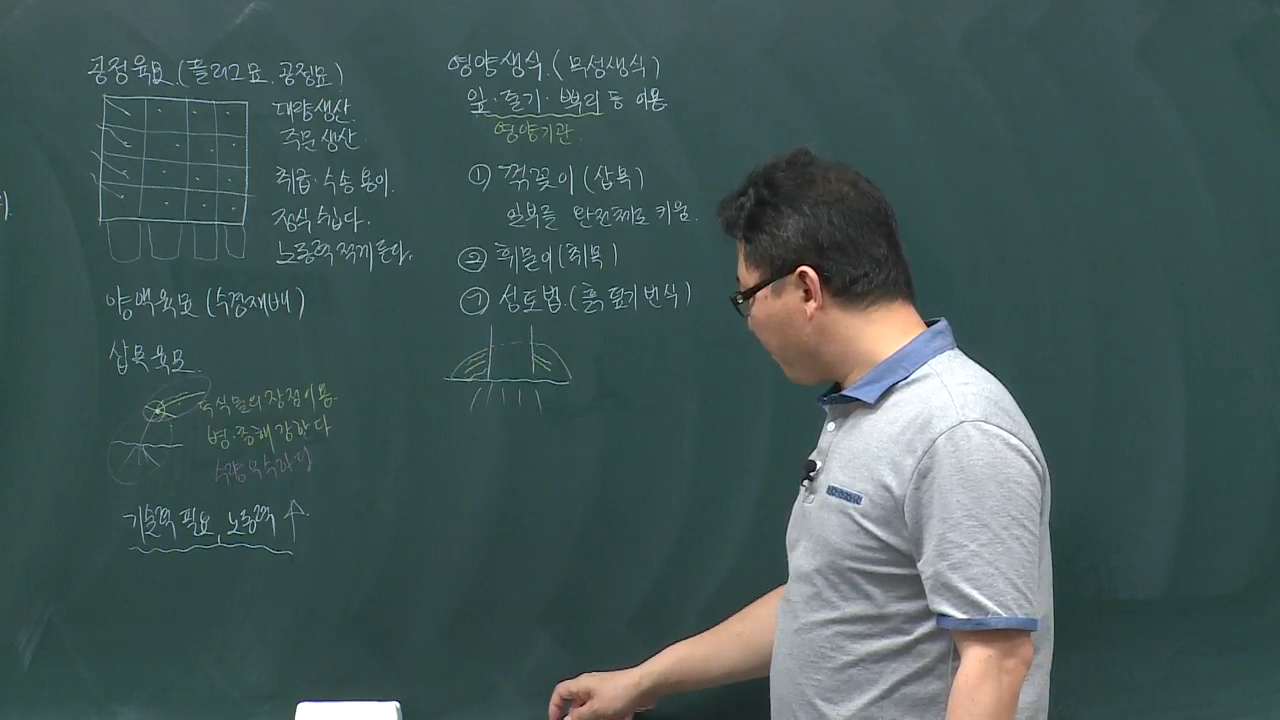 공정육묘.(플러그묘. 공정묘)
대량생산.
주문생산.
취급·수송 용이.
정식 쉽다.
노동력 적게 든다.
양액육묘(수경재배)
삽목육묘.
두식물의 장점이용.
병·충해 강하다
기술력 필요, 노동력 ↑.
영양생식.(무성생식)
잎·줄기·뿌리 등 이용.
영양기관.
① 꺾꽂이(삽목)
일부를 완전체로 키움.
② 휘묻이(취목)
㉠ 성토법.(흙덮기번식)